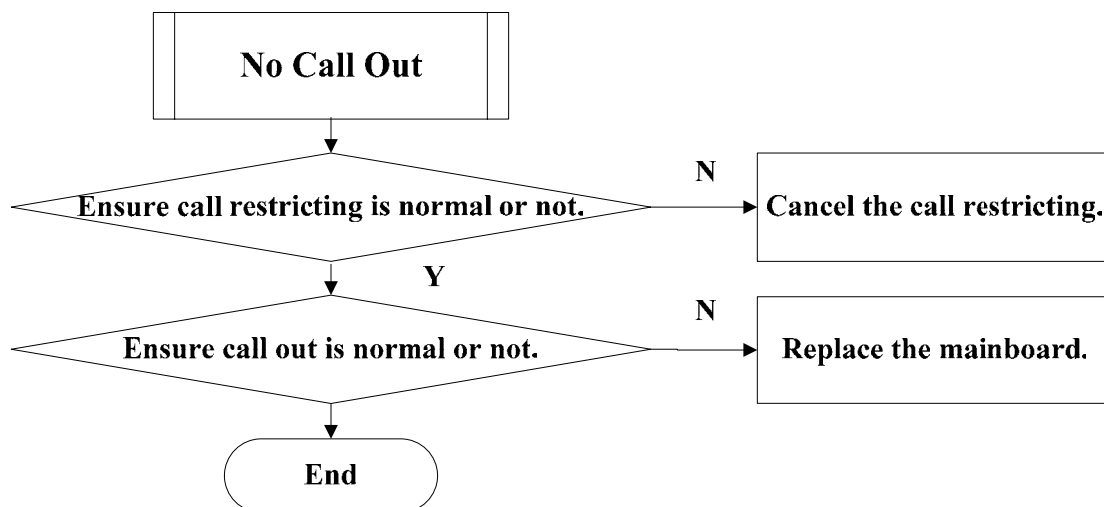 No Call Out
N
Ensure call restricting is normal or not.
Cancel the call restricting.
Y
N
Ensure call out is normal or not.
Replace the mainboard.
End